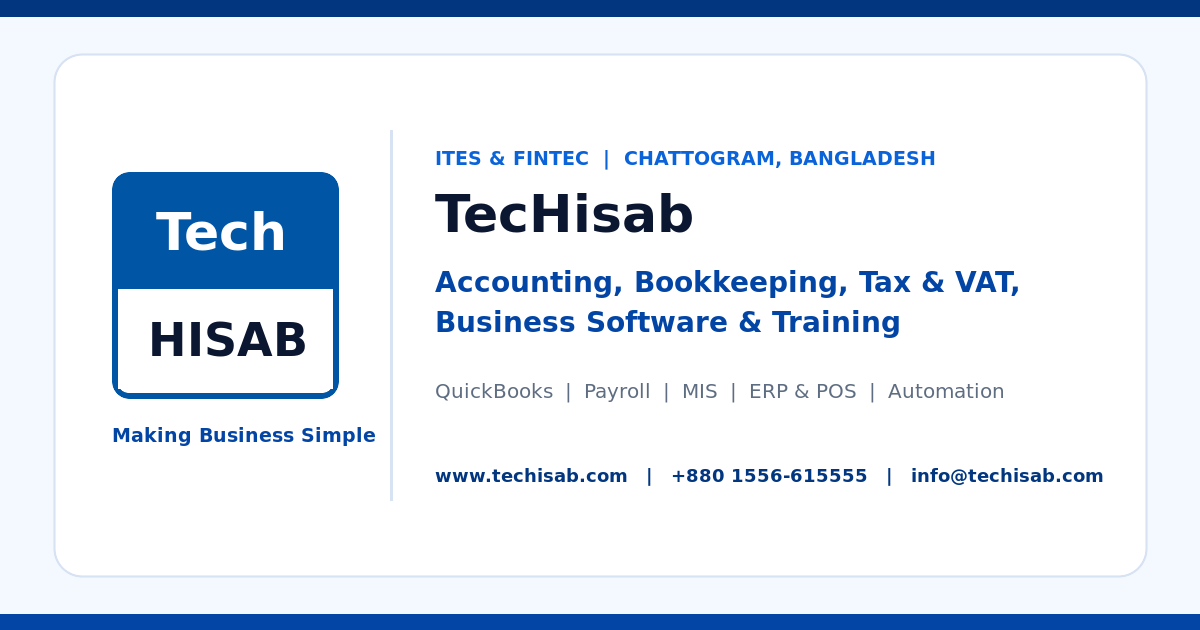 Tech
HISAB
Making Business Simple
ITES & FINTEC | CHATTOGRAM, BANGLADESH
TecHisab
Accounting, Bookkeeping, Tax & VAT,
Business Software & Training
QuickBooks | Payroll | MIS | ERP & POS | Automation
www.techisab.com | +880 1556-615555 | info@techisab.com